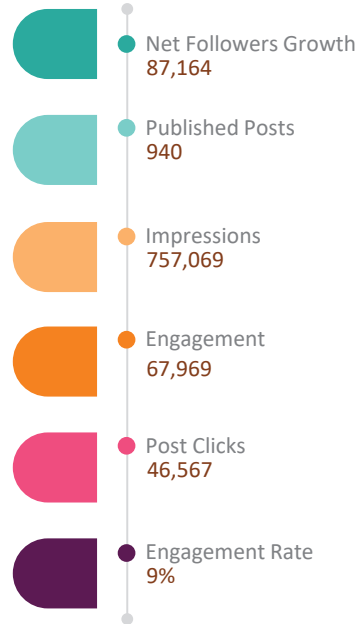 Net Followers Growth
87,164
Published Posts
940
Impressions
757,069
Engagement
67,969
Post Clicks
46,567
Engagement Rate
9%